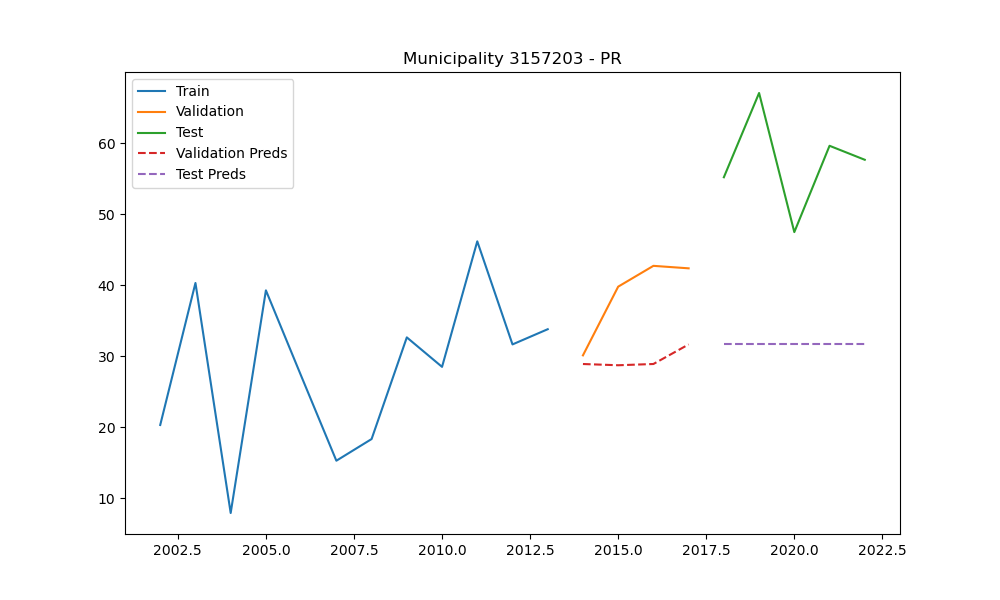 Municipality 3157203 - PR
Train
Validation
Test
Validation Preds
Test Preds
60
50
40
30
20
10
2002.5 2005.0 2007.5 2010.0 2012.5 2015.0 2017.5 2020.0 2022.5